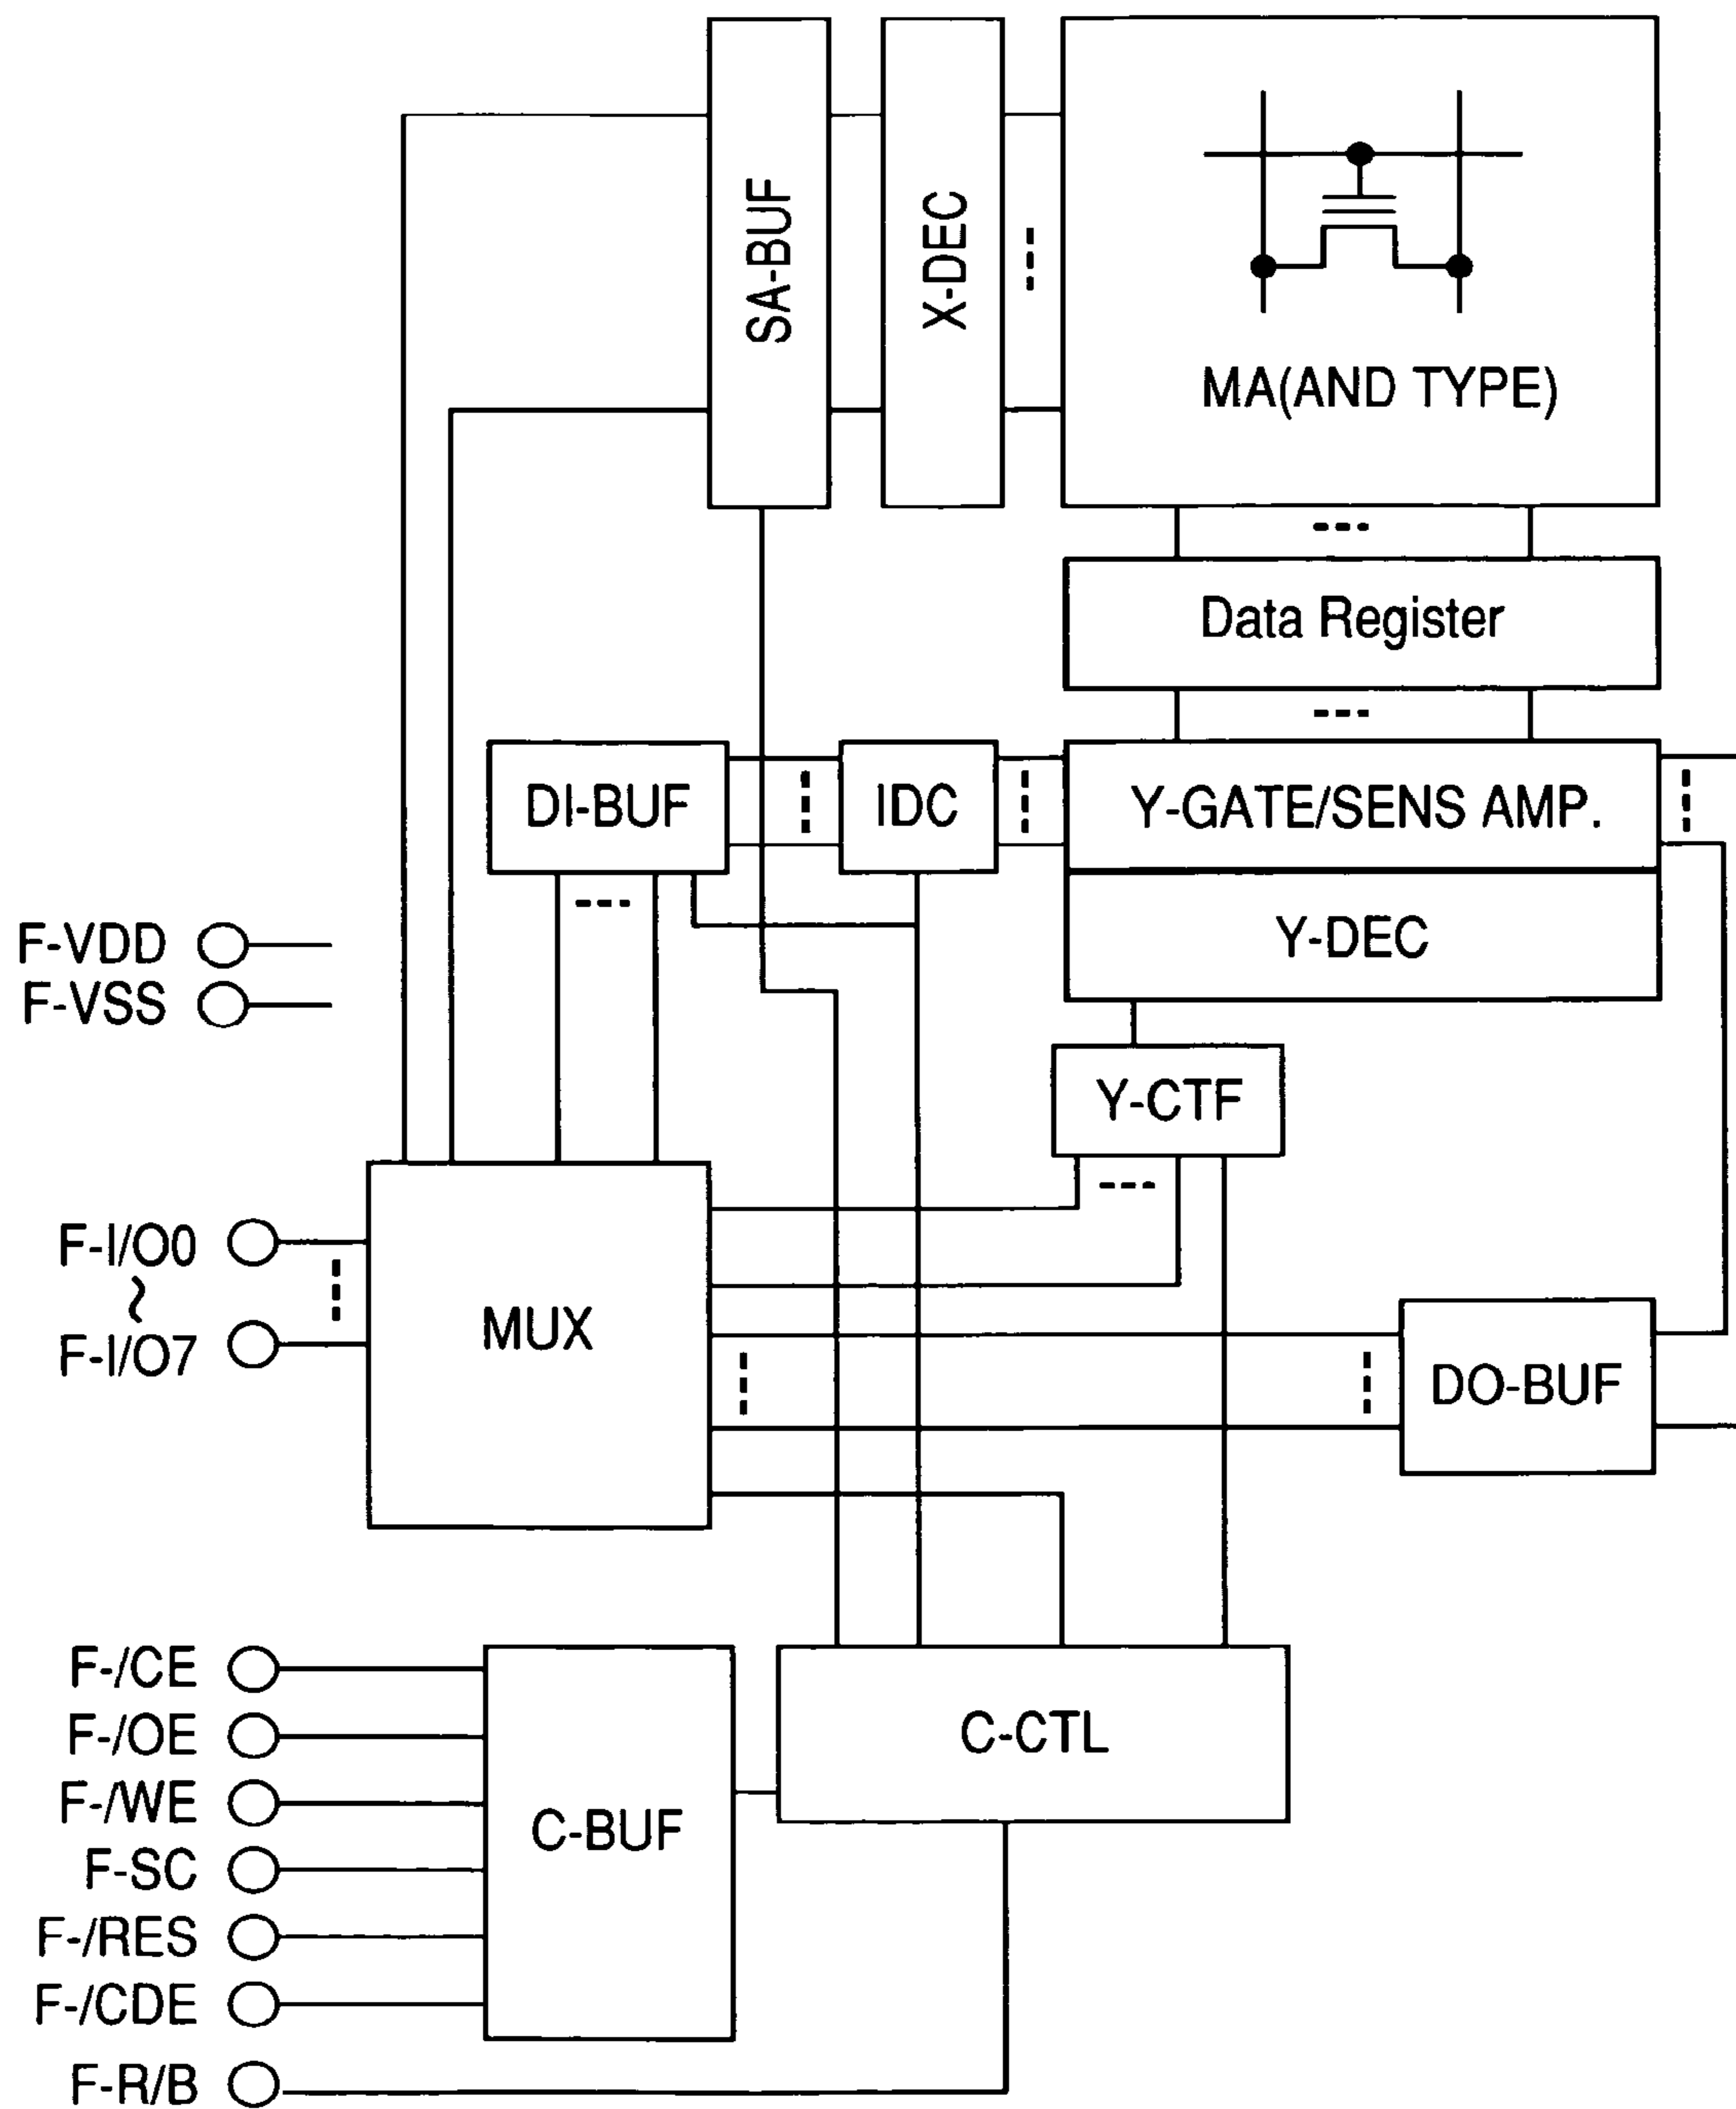 SA-BUF
X-DEC
MA(AND TYPE)
Data Register
DI-BUF
IDC
Y-GATE/SENS AMP.
Y-DEC
F-VDD
F-VSS
Y-CTF
F-I/O0
~
F-I/O7
MUX
DO-BUF
F-/CE
F-/OE
F-/WE
F-SC
F-/RES
F-/CDE
F-R/B
C-BUF
C-CTL